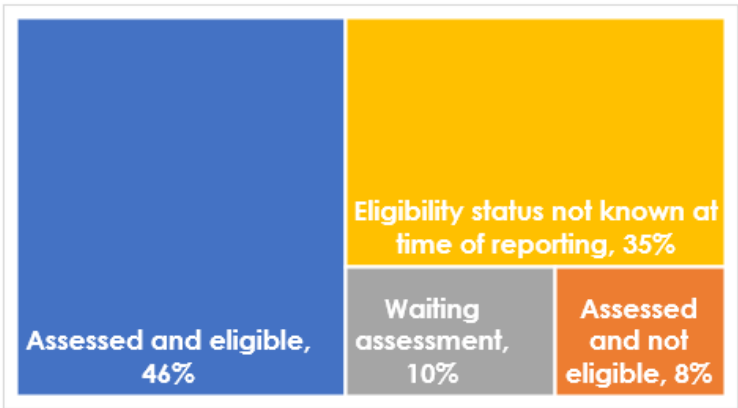 Assessed and eligible,
46%
Eligibility status not known at
time of reporting, 35%
Waiting
assessment,
10%
Assessed
and not
eligible, 8%